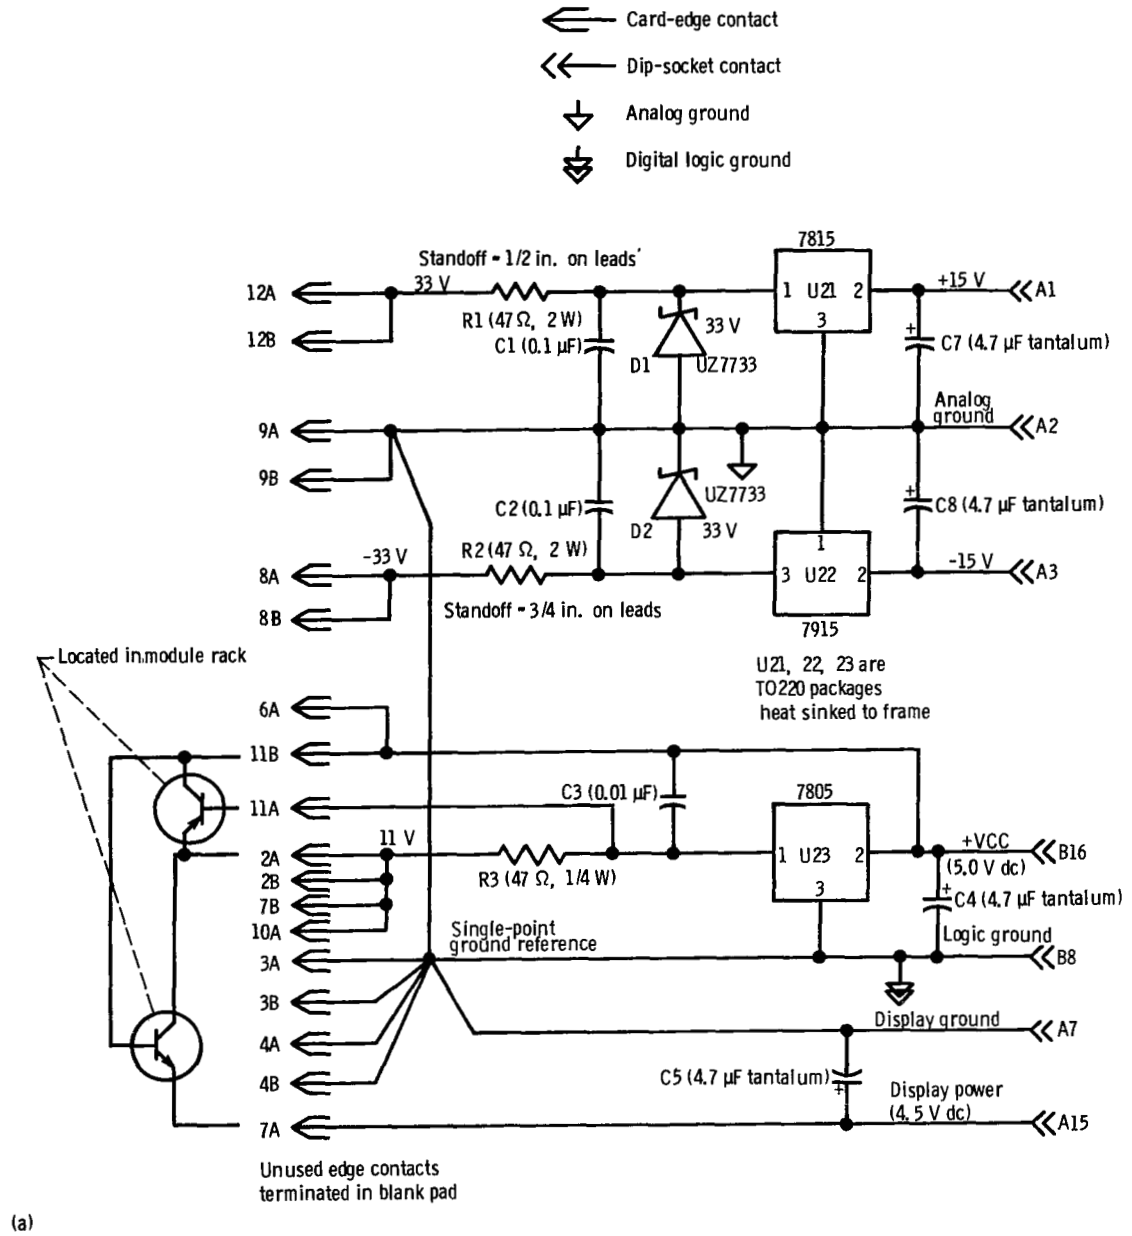 Card-edge contact
Dip-socket contact
Analog ground
Digital logic ground
7815
Standoff - 1/2 in. on leads
12A
33 V
1 U21 2
+15 V
A1
3
R1 (47 Ω, 2 W)
33 V
12B
C1 (0.1 μF)
+
C7 (4.7 μF tantalum)
D1
UZ7733
Analog
ground
9A
A2
9B
UZ7733
+
C2 (0.1 μF)
C8 (4.7 μF tantalum)
D2
33 V
-33 V
R2 (47 Ω, 2 W)
1
-15 V
8A
3 U22 2
A3
8B
Standoff - 3/4 in. on leads
7915
Located in module rack
U21, 22, 23 are
TO220 packages
heat sinked to frame
6A
11B
C3 (0.01 μF)
7805
11A
11 V
2A
1 U23 2
+VCC
B16
(5.0 V dc)
2B
R3 (47 Ω, 1/4 W)
3
+
C4 (4.7 μF tantalum)
7B
10A
Single-point
ground reference
Logic ground
3A
B8
3B
Display ground
A7
4A
C5 (4.7 μF tantalum)
+
4B
Display power
(4.5 V dc)
7A
A15
Unused edge contacts
terminated in blank pad
(a)